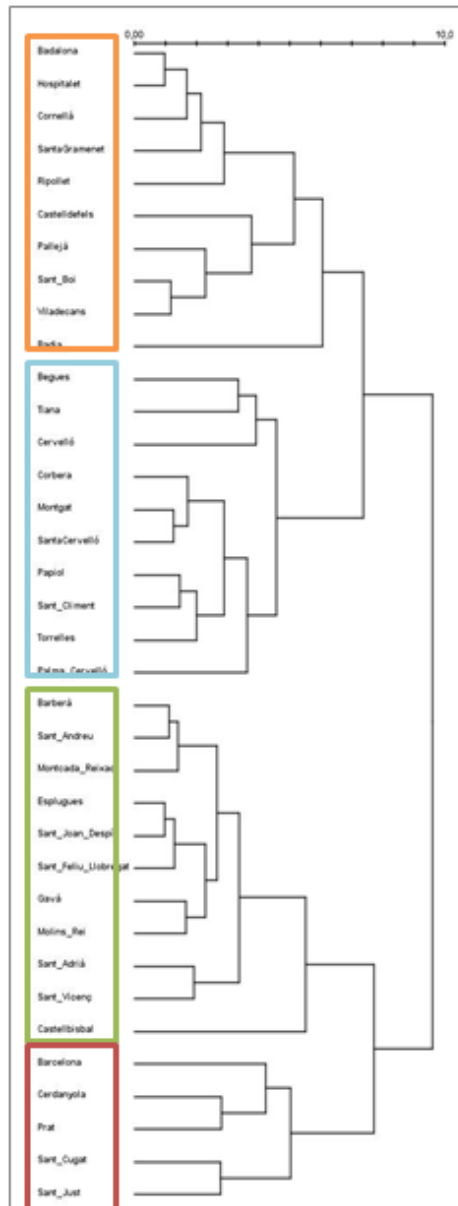 0,00 10,0
Badalona
Hospitalet
Cornellà
SantaGramenet
Ripollet
Castelldefels
Pallejà
Sant_Boi
Viladecans
Badia
Begues
Tiana
Cervelló
Corbera
Montgat
SantaCervelló
Papiol
Sant_Climent
Torrelles
Palma_Cervelló
Barberà
Sant_Andreu
Montcada_Reixac
Esplugues
Sant_Joan_Despí
Sant_Feliu_Llobregat
Gavà
Molins_Rei
Sant_Adrià
Sant_Vicenç
Castellbisbal
Barcelona
Cerdanyola
Prat
Sant_Cugat
Sant_Just